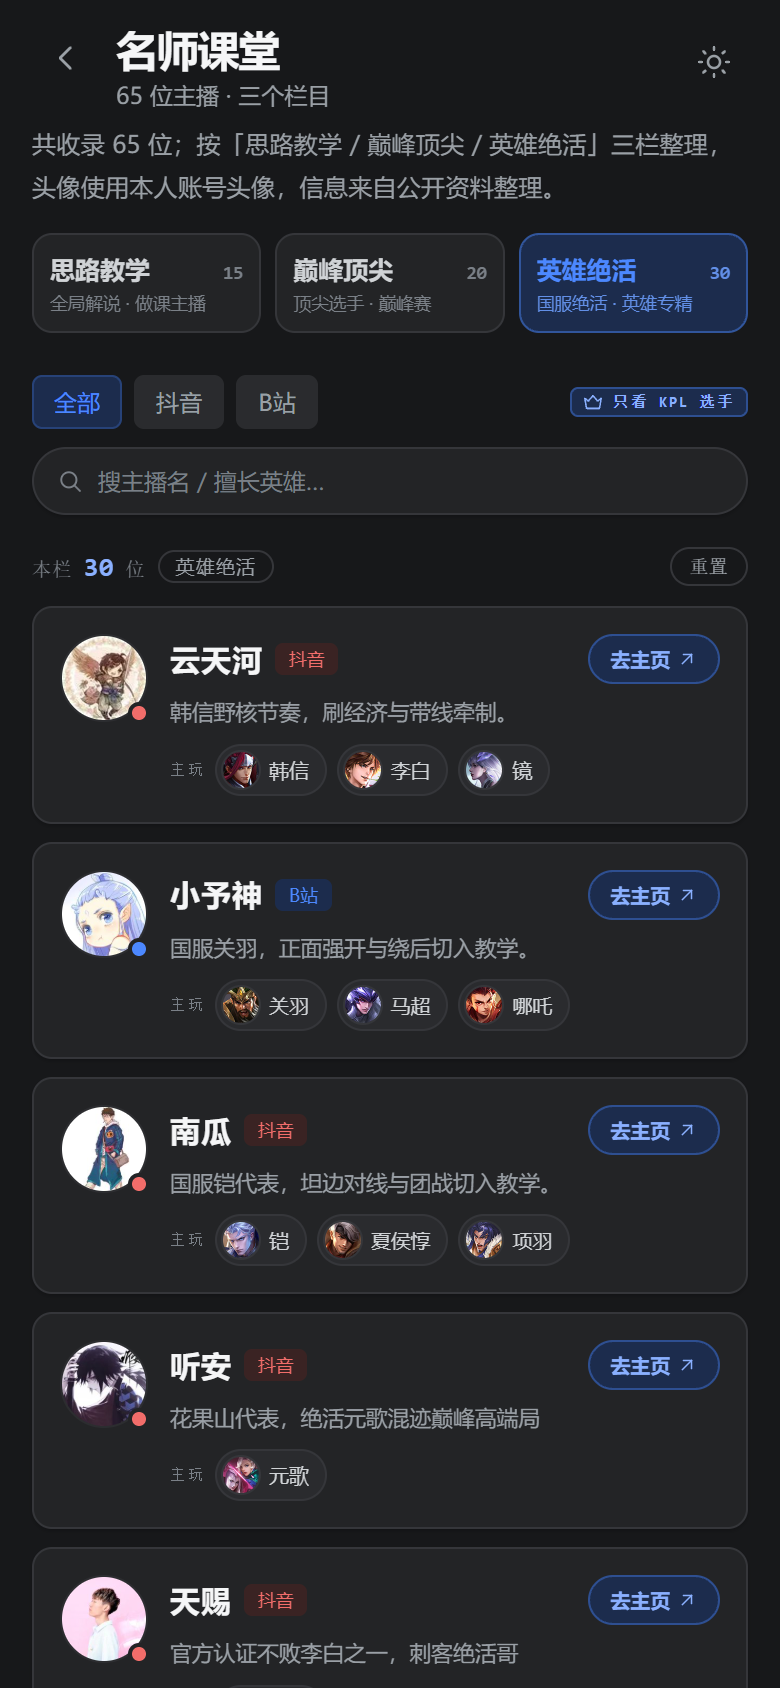 名师课堂
65 位主播 · 三个栏目
共收录 65 位；按「思路教学 / 巅峰顶尖 / 英雄绝活」三栏整理，
头像使用本人账号头像，信息来自公开资料整理。
思路教学 15
全局解说 · 做课主播
巅峰顶尖 20
顶尖选手 · 巅峰赛
英雄绝活 30
国服绝活 · 英雄专精
全部 抖音 B站 只看 KPL 选手
搜主播名 / 擅长英雄...
本栏 30 位 英雄绝活 重置
云天河 抖音 去主页
韩信野核节奏，刷经济与带线牵制。
主玩 韩信 李白 镜
小予神 B站 去主页
国服关羽，正面强开与绕后切入教学。
主玩 关羽 马超 哪吒
南瓜 抖音 去主页
国服铠代表，坦边对线与团战切入教学。
主玩 铠 夏侯惇 项羽
听安 抖音 去主页
花果山代表，绝活元歌混迹巅峰高端局
主玩 元歌
天赐 抖音 去主页
官方认证不败李白之一，刺客绝活哥